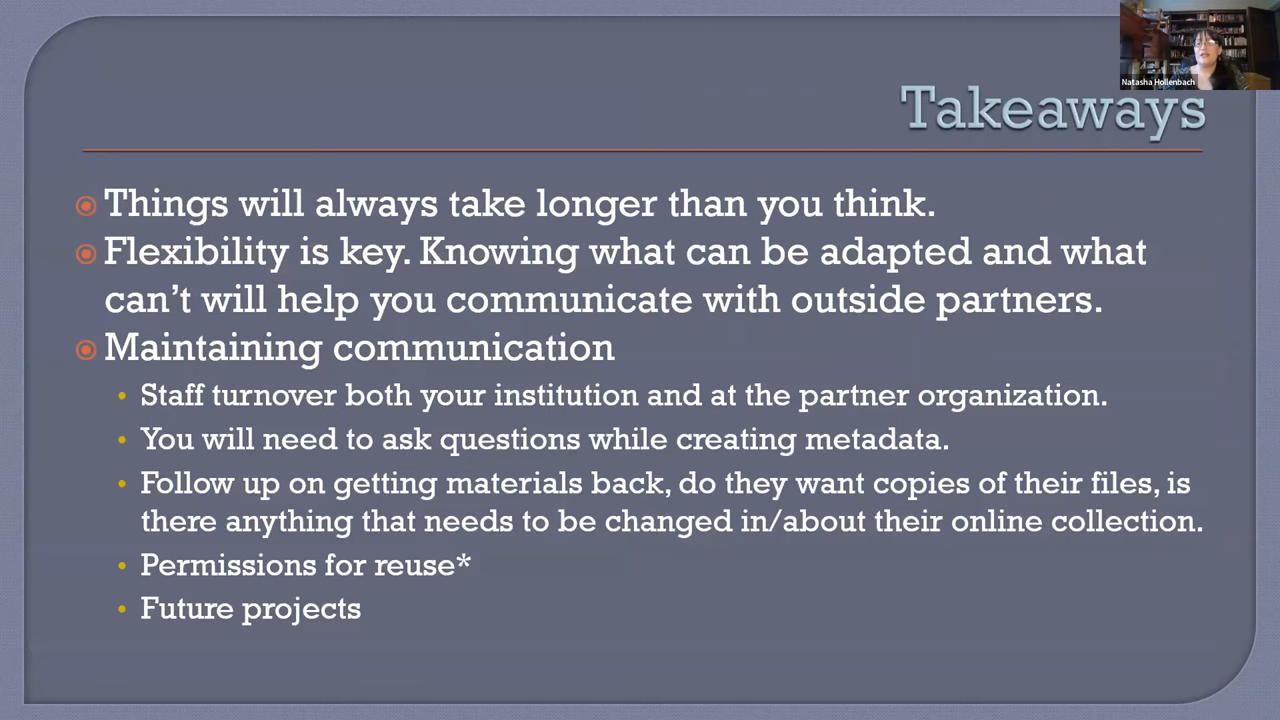 Natasha Hollenbach
Takeaways
Things will always take longer than you think.
Flexibility is key. Knowing what can be adapted and what
can't will help you communicate with outside partners.
Maintaining communication
Staff turnover both your institution and at the partner organization.
You will need to ask questions while creating metadata.
Follow up on getting materials back, do they want copies of their files, is
there anything that needs to be changed in/about their online collection.
Permissions for reuse*
Future projects